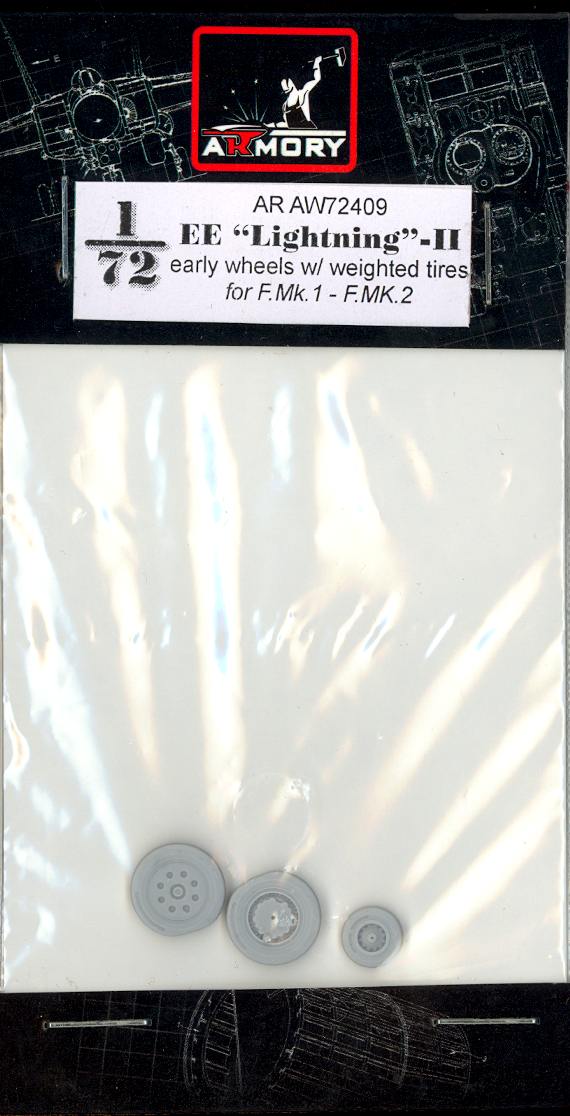 ARMORY
1/72
AR AW72409
EE “Lightning”-II
early wheels w/ weighted tires
for F.Mk.1 - F.MK.2